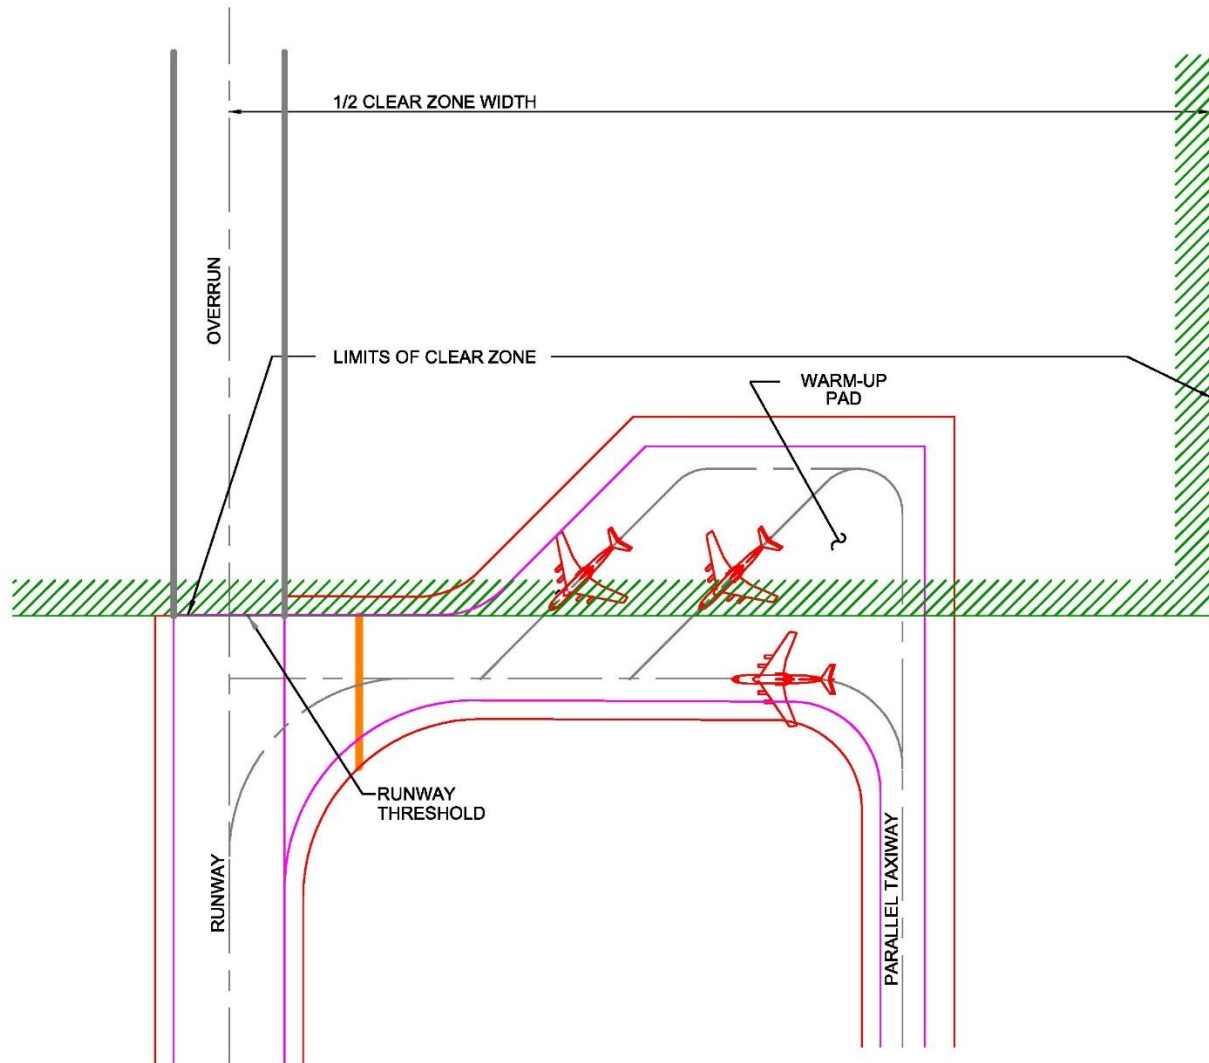 1/2 CLEAR ZONE WIDTH
OVERRUN
LIMITS OF CLEAR ZONE
WARM-UP
PAD
RUNWAY
THRESHOLD
RUNWAY
PARALLEL TAXIWAY